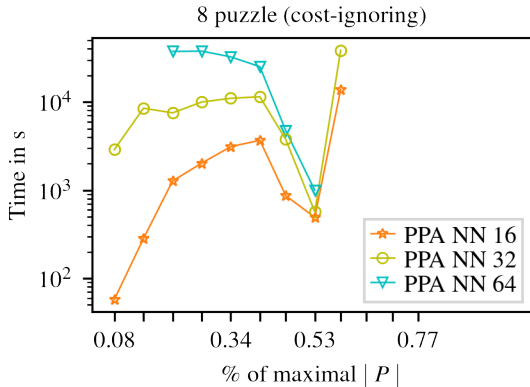 8 puzzle (cost-ignoring)
Time in s
10^4
10^3
10^2
PPA NN 16
PPA NN 32
PPA NN 64
0.08 0.34 0.53 0.77
% of maximal | P |